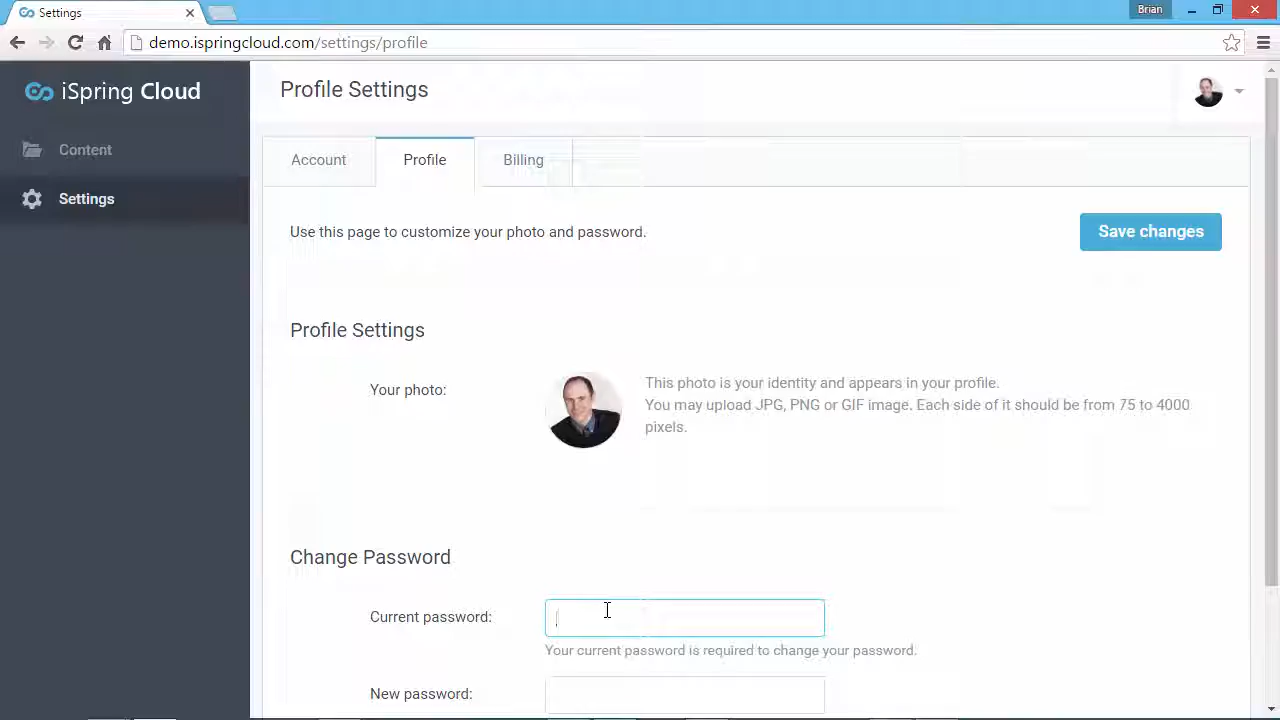 Settings
Brian
demo.ispringcloud.com/settings/profile
iSpring Cloud
Profile Settings
Content
Settings
Account
Profile
Billing
Use this page to customize your photo and password.
Save changes
Profile Settings
Your photo:
This photo is your identity and appears in your profile.
You may upload JPG, PNG or GIF image. Each side of it should be from 75 to 4000
pixels.
Change Password
Current password:
Your current password is required to change your password.
New password: